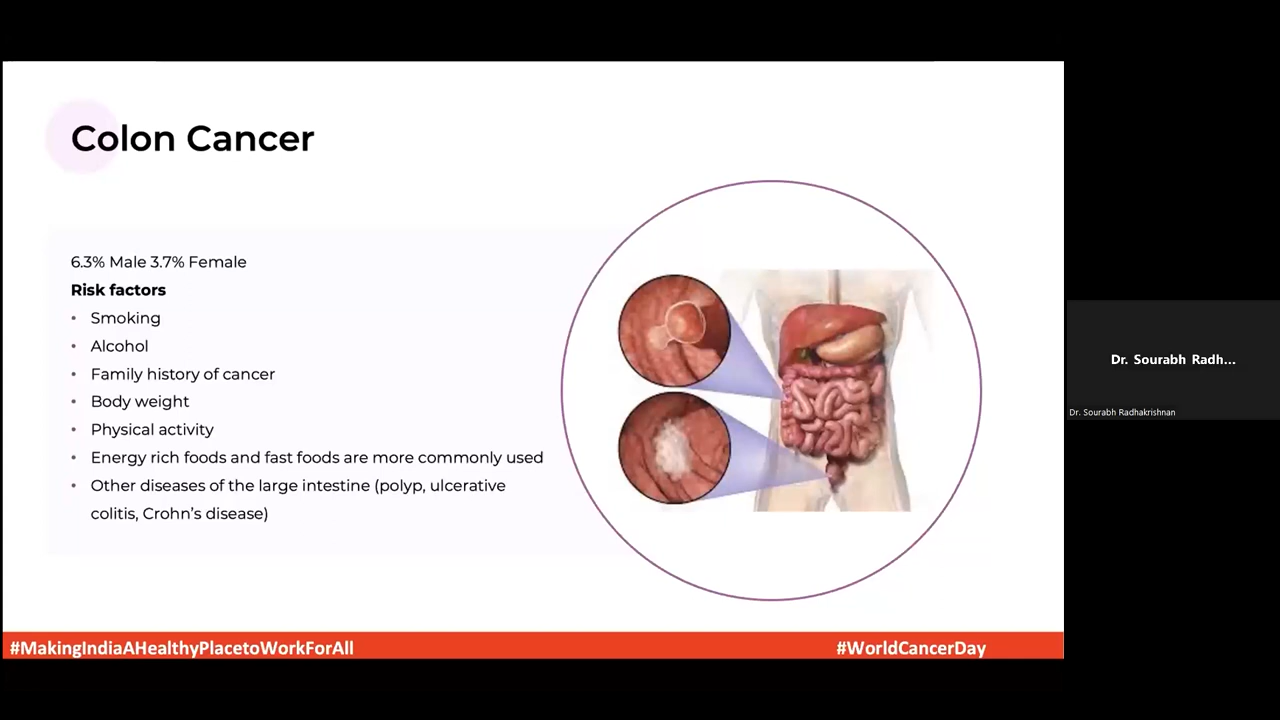 Colon Cancer
6.3% Male 3.7% Female
Risk factors
• Smoking
• Alcohol
• Family history of cancer
• Body weight
• Physical activity
• Energy rich foods and fast foods are more commonly used
• Other diseases of the large intestine (polyp, ulcerative
colitis, Crohn's disease)
#MakingIndiaAHealthyPlacetoWorkForAll
#WorldCancerDay
Dr. Sourabh Radh...
Dr. Sourabh Radhakrishnan